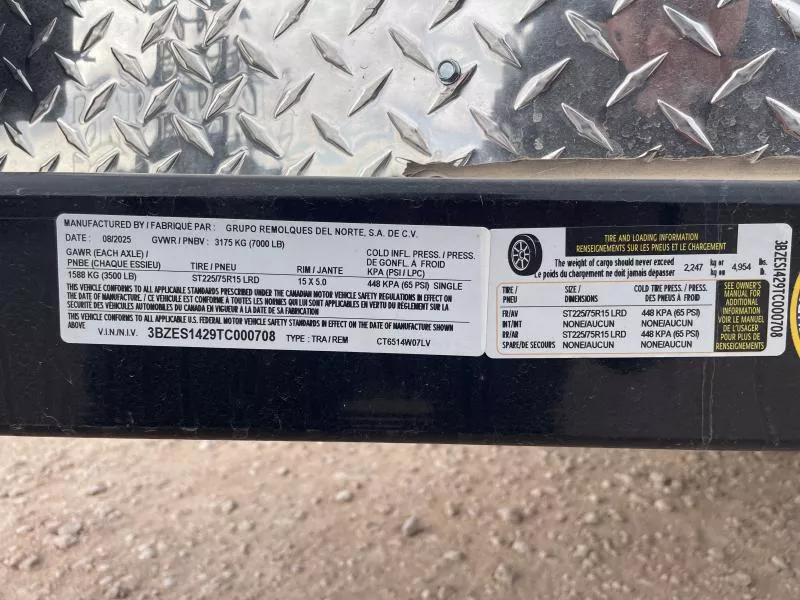 MANUFACTURED BY / FABRIQUÉ PAR : GRUPO REMOLQUES DEL NORTE, S.A. DE C.V.
DATE : 08/2025 GVWR / PNBV : 3175 KG (7000 LB)
GAWR (EACH AXLE) / COLD INFL. PRESS. / PRESS.
PNBE (CHAQUE ESSIEU) TIRE / PNEU RIM / JANTE DE GONFL. À FROID
KPA (PSI / LPC)
1588 KG (3500 LB) ST225/75R15 LRD 15 X 5.0 448 KPA (65 PSI) SINGLE
THIS VEHICLE CONFORMS TO ALL APPLICABLE STANDARDS PRESCRIBED UNDER THE CANADIAN MOTOR VEHICLE SAFETY REGULATIONS IN EFFECT ON
THE DATE OF MANUFACTURE / CE VÉHICULE EST CONFORME À TOUTES LES NORMES QUI LUI SONT APPLICABLES EN VERTU DU RÈGLEMENT SUR LA
SÉCURITÉ DES VÉHICULES AUTOMOBILES DU CANADA EN VIGUEUR À LA DATE DE SA FABRICATION
THIS VEHICLE CONFORMS TO ALL APPLICABLE U.S. FEDERAL MOTOR VEHICLE SAFETY STANDARDS IN EFFECT ON THE DATE OF MANUFACTURE SHOWN
ABOVE
V.I.N./N.I.V. 3BZES1429TC000708 TYPE : TRA / REM CT6514W07LV
TIRE AND LOADING INFORMATION
RENSEIGNEMENTS SUR LES PNEUS ET LE CHARGEMENT
The weight of cargo should never exceed kg or lbs.
Le poids du chargement ne doit jamais dépasser 2,247 kg ou 4,954 lb.
TIRE / SIZE / COLD TIRE PRESS. /
PNEU DIMENSIONS PRESS. DES PNEUS À FROID
FR/AV ST225/75R15 LRD 448 KPA (65 PSI)
INT/INT NONE/AUCUN NONE/AUCUN
RR/AR ST225/75R15 LRD 448 KPA (65 PSI)
SPARE/DE SECOURS NONE/AUCUN NONE/AUCUN
SEE OWNER'S
MANUAL FOR
ADDITIONAL
INFORMATION
VOIR LE MANUEL
DE L'USAGER
POUR PLUS DE
RENSEIGNEMENTS
3BZES1429TC000708